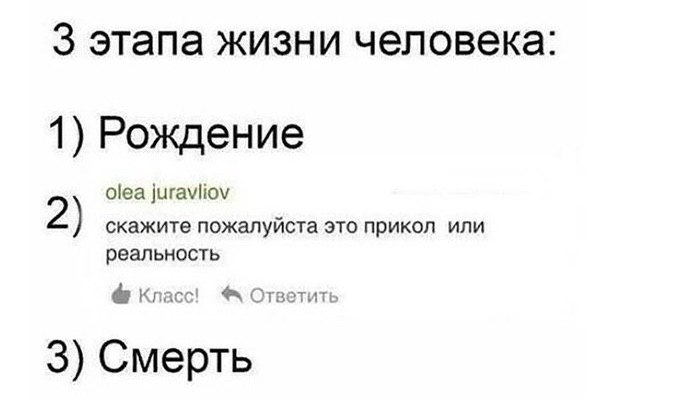 3 этапа жизни человека:
1) Рождение
2) olea juravliov
скажите пожалуйста это прикол или
реальность
Класс! Ответить
3) Смерть